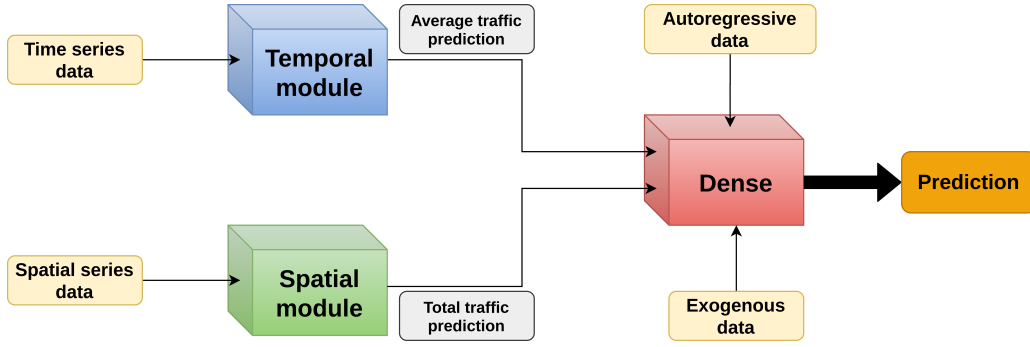 Time series
data
Temporal
module
Average traffic
prediction
Autoregressive
data
Dense
Prediction
Spatial series
data
Spatial
module
Total traffic
prediction
Exogenous
data